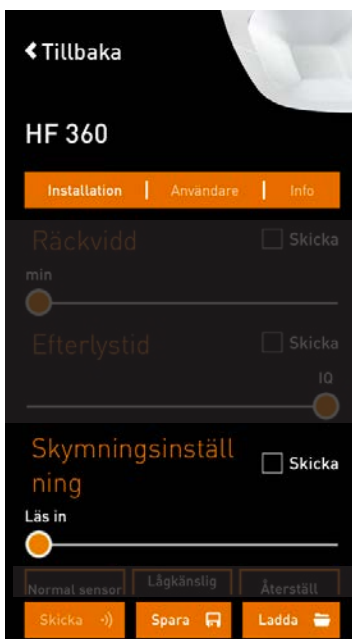 Tillbaka
HF 360
Installation | Användare | Info
Räckvidd
Skicka
min
Efterlystid
Skicka
IQ
Skymningsinställ
ning
Skicka
Läs in
Normal sensor
Lågkänslig
Återställ
Skicka
Spara
Ladda